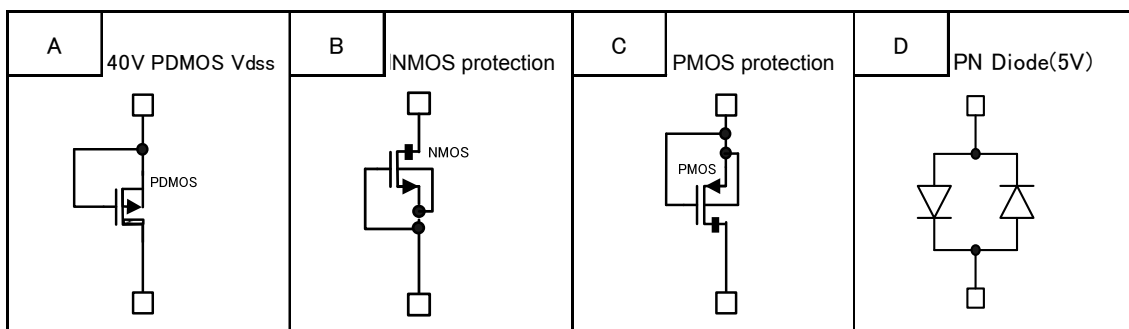 A
40V PDMOS Vdss
PDMOS
B
NMOS protection
NMOS
C
PMOS protection
PMOS
D
PN Diode(5V)